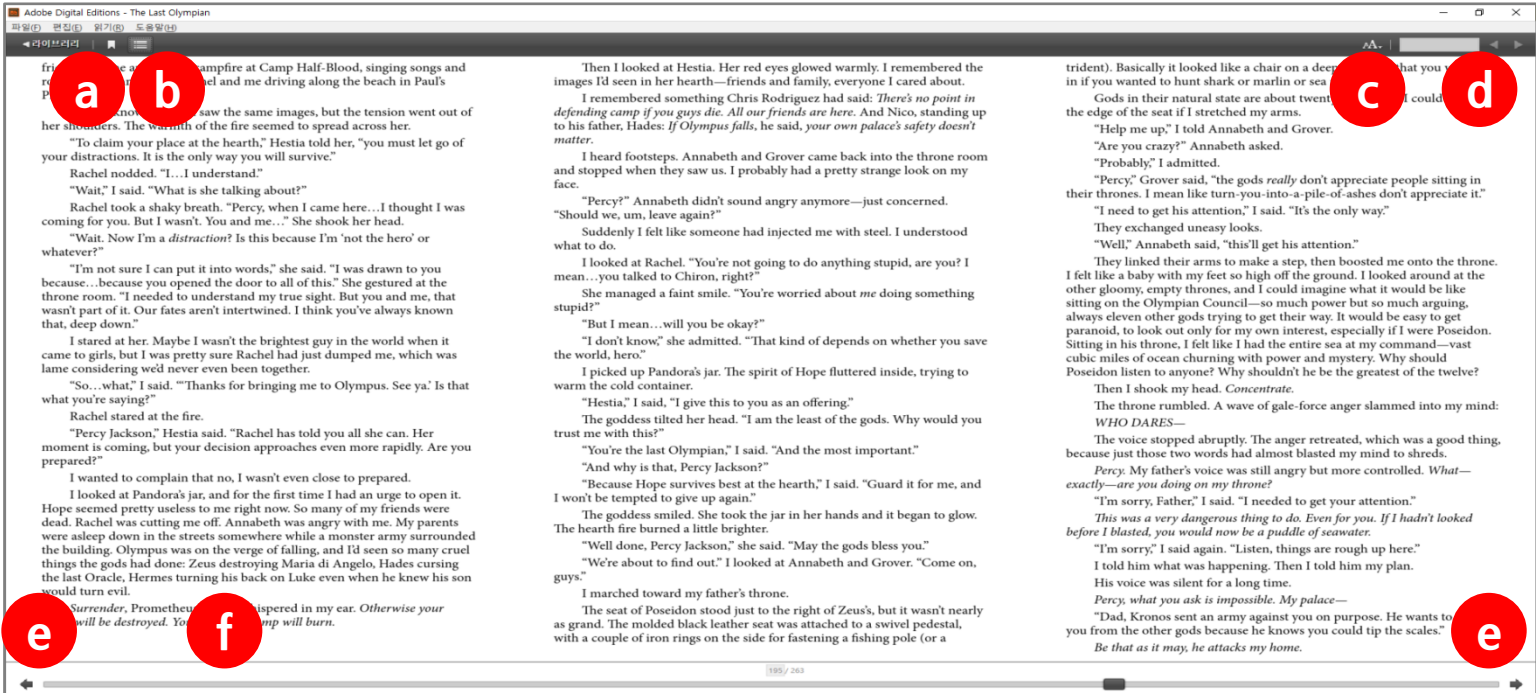 Adobe Digital Editions - The Last Olympian
파일(F) 편집(E) 읽기(R) 도움말(H)
라이브러리
AA
a
b
c
d
campfire at Camp Half-Blood, singing songs and
and me driving along the beach in Paul's
saw the same images, but the tension went out of
her shoulders. The warmth of the fire seemed to spread across her.
“To claim your place at the hearth,” Hestia told her, “you must let go of
your distractions. It is the only way you will survive.”
Rachel nodded. “I…I understand.”
“Wait,” I said. “What is she talking about?”
Rachel took a shaky breath. “Percy, when I came here…I thought I was
coming for you. But I wasn't. You and me…” She shook her head.
“Wait. Now I'm a distraction? Is this because I'm ‘not the hero’ or
whatever?”
“I'm not sure I can put it into words,” she said. “I was drawn to you
because…because you opened the door to all of this.” She gestured at the
throne room. “I needed to understand my true sight. But you and me, that
wasn't part of it. Our fates aren't intertwined. I think you've always known
that, deep down.”
I stared at her. Maybe I wasn't the brightest guy in the world when it
came to girls, but I was pretty sure Rachel had just dumped me, which was
lame considering we'd never even been together.
“So…what,” I said. “‘Thanks for bringing me to Olympus. See ya.’ Is that
what you're saying?”
Rachel stared at the fire.
“Percy Jackson,” Hestia said. “Rachel has told you all she can. Her
moment is coming, but your decision approaches even more rapidly. Are you
prepared?”
I wanted to complain that no, I wasn't even close to prepared.
I looked at Pandora's jar, and for the first time I had an urge to open it.
Hope seemed pretty useless to me right now. So many of my friends were
dead. Rachel was cutting me off. Annabeth was angry with me. My parents
were asleep down in the streets somewhere while a monster army surrounded
the building. Olympus was on the verge of falling, and I'd seen so many cruel
things the gods had done: Zeus destroying Maria di Angelo, Hades cursing
the last Oracle, Hermes turning his back on Luke even when he knew his son
would turn evil.
Surrender, Prometheus whispered in my ear. Otherwise your
will be destroyed. will burn.
e
f
Then I looked at Hestia. Her red eyes glowed warmly. I remembered the
images I'd seen in her hearth—friends and family, everyone I cared about.
I remembered something Chris Rodriguez had said: There's no point in
defending camp if you guys die. All our friends are here. And Nico, standing up
to his father, Hades: If Olympus falls, he said, your own palace's safety doesn't
matter.
I heard footsteps. Annabeth and Grover came back into the throne room
and stopped when they saw us. I probably had a pretty strange look on my
face.
“Percy?” Annabeth didn't sound angry anymore—just concerned.
“Should we, um, leave again?”
Suddenly I felt like someone had injected me with steel. I understood
what to do.
I looked at Rachel. “You're not going to do anything stupid, are you? I
mean…you talked to Chiron, right?”
She managed a faint smile. “You're worried about me doing something
stupid?”
“But I mean…will you be okay?”
“I don't know,” she admitted. “That kind of depends on whether you save
the world, hero.”
I picked up Pandora's jar. The spirit of Hope fluttered inside, trying to
warm the cold container.
“Hestia,” I said, “I give this to you as an offering.”
The goddess tilted her head. “I am the least of the gods. Why would you
trust me with this?”
“You're the last Olympian,” I said. “And the most important.”
“And why is that, Percy Jackson?”
“Because Hope survives best at the hearth,” I said. “Guard it for me, and
I won't be tempted to give up again.”
The goddess smiled. She took the jar in her hands and it began to glow.
The hearth fire burned a little brighter.
“Well done, Percy Jackson,” she said. “May the gods bless you.”
“We're about to find out.” I looked at Annabeth and Grover. “Come on,
guys.”
I marched toward my father's throne.
The seat of Poseidon stood just to the right of Zeus's, but it wasn't nearly
as grand. The molded black leather seat was attached to a swivel pedestal,
with a couple of iron rings on the side for fastening a fishing pole (or a
trident). Basically it looked like a chair on a deep that you
in if you wanted to hunt shark or marlin or sea
Gods in their natural state are about I could
the edge of the seat if I stretched my arms.
“Help me up,” I told Annabeth and Grover.
“Are you crazy?” Annabeth asked.
“Probably,” I admitted.
“Percy,” Grover said, “the gods really don't appreciate people sitting in
their thrones. I mean like turn-you-into-a-pile-of-ashes don't appreciate it.”
“I need to get his attention,” I said. “It's the only way.”
They exchanged uneasy looks.
“Well,” Annabeth said, “this'll get his attention.”
They linked their arms to make a step, then boosted me onto the throne.
I felt like a baby with my feet so high off the ground. I looked around at the
other gloomy, empty thrones, and I could imagine what it would be like
sitting on the Olympian Council—so much power but so much arguing,
always eleven other gods trying to get their way. It would be easy to get
paranoid, to look out only for my own interest, especially if I were Poseidon.
Sitting in his throne, I felt like I had the entire sea at my command—vast
cubic miles of ocean churning with power and mystery. Why should
Poseidon listen to anyone? Why shouldn't he be the greatest of the twelve?
Then I shook my head. Concentrate.
The throne rumbled. A wave of gale-force anger slammed into my mind:
WHO DARES—
The voice stopped abruptly. The anger retreated, which was a good thing,
because just those two words had almost blasted my mind to shreds.
Percy. My father's voice was still angry but more controlled. What—
exactly—are you doing on my throne?
“I'm sorry, Father,” I said. “I needed to get your attention.”
This was a very dangerous thing to do. Even for you. If I hadn't looked
before I blasted, you would now be a puddle of seawater.
“I'm sorry,” I said again. “Listen, things are rough up here.”
I told him what was happening. Then I told him my plan.
His voice was silent for a long time.
Percy, what you ask is impossible. My palace—
“Dad, Kronos sent an army against you on purpose. He wants to
you from the other gods because he knows you could tip the scales.”
Be that as it may, he attacks my home.
e
195 / 263